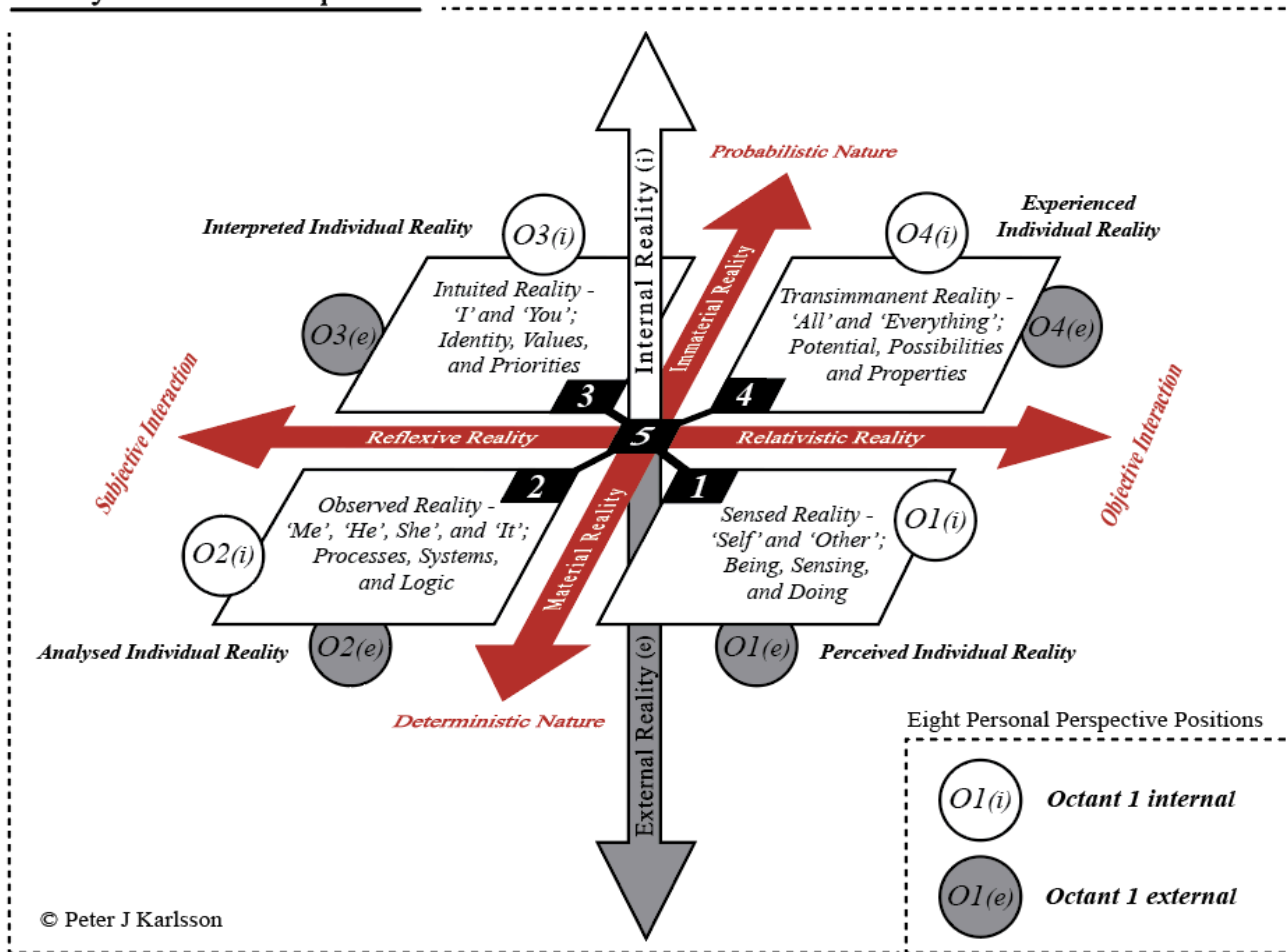 Internal Reality (i)
Probabilistic Nature
Immaterial Reality
Interpreted Individual Reality
O3(i)
O3(e)
Intuited Reality -
‘I’ and ‘You’;
Identity, Values,
and Priorities
3
Experienced
Individual Reality
O4(i)
O4(e)
Transimmanent Reality -
‘All’ and ‘Everything’;
Potential, Possibilities
and Properties
4
Subjective Interaction
Reflexive Reality
5
Relativistic Reality
Objective Interaction
2
Observed Reality -
‘Me’, ‘He’, She’, and ‘It’;
Processes, Systems,
and Logic
O2(i)
O2(e)
Analysed Individual Reality
Material Reality
Deterministic Nature
1
Sensed Reality -
‘Self’ and ‘Other’;
Being, Sensing,
and Doing
O1(i)
O1(e)
Perceived Individual Reality
External Reality (e)
Eight Personal Perspective Positions
O1(i)
Octant 1 internal
O1(e)
Octant 1 external
© Peter J Karlsson